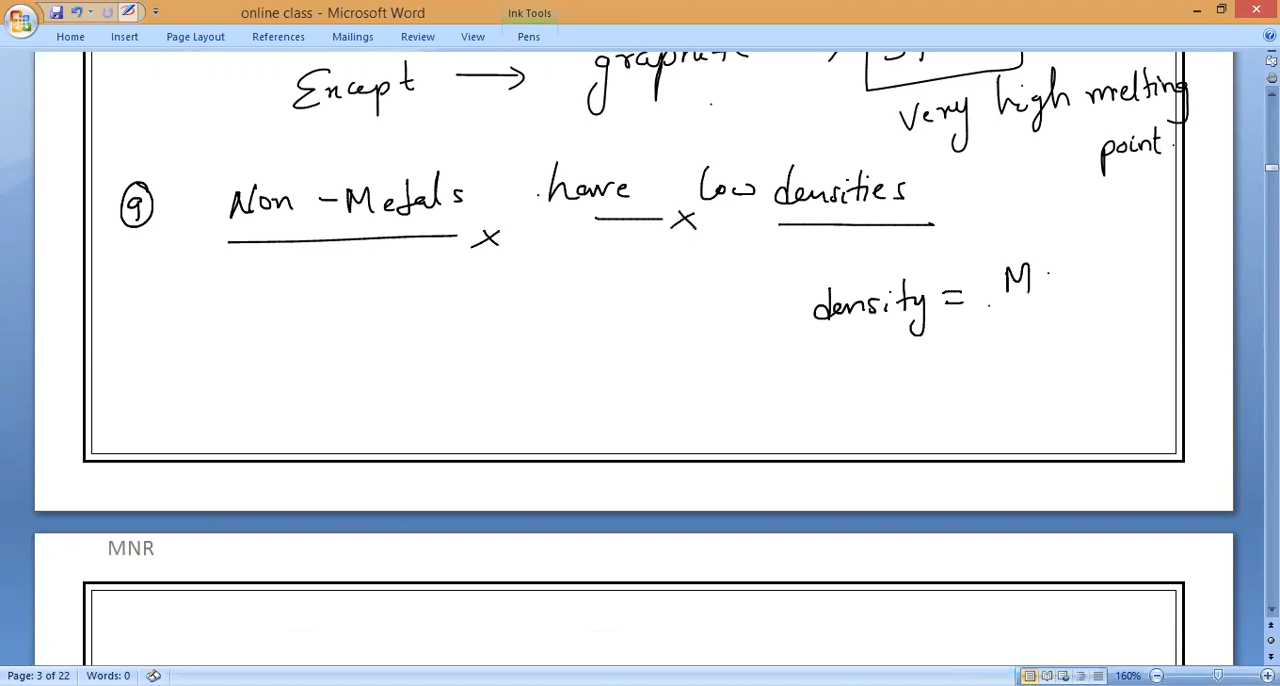 online class - Microsoft Word
Ink Tools
Home Insert Page Layout References Mailings Review View Pens
Except → graphite
very high melting
point.
9 Non-Metals have low densities
density = M
MNR
Page: 3 of 22 Words: 0 160%